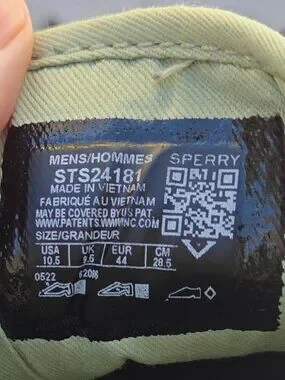 MENS/HOMMES SPERRY
STS24181
MADE IN VIETNAM
FABRIQUÉ AU VIETNAM
MAY BE COVERED BY US PAT
WWW.PATENTS.WWWINC.COM
SIZE/GRANDEUR
USA UK EUR CM
10.5 9.5 44 28.5
0522